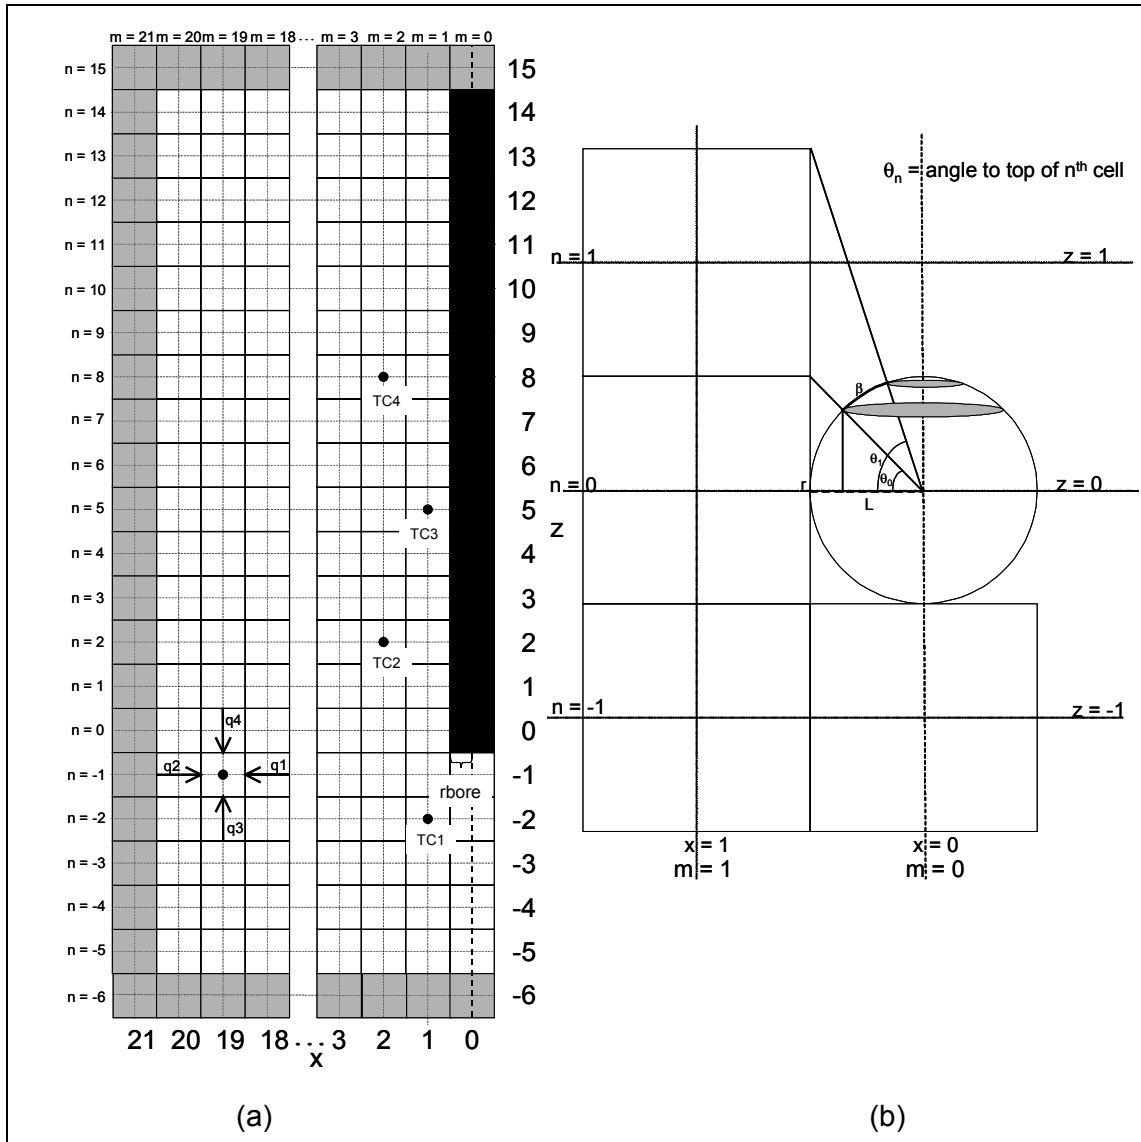 m = 21 m = 20 m = 19 m = 18 ... m = 3 m = 2 m = 1 m = 0
n = 15 15
n = 14 14
n = 13 13
n = 12 12
n = 11 11
n = 10 10
n = 9 9
n = 8 8
TC4
n = 7 7
n = 6 6
n = 5 5
TC3
n = 4 4
z
n = 3 3
n = 2 2
TC2
n = 1 1
n = 0 0
q4
n = -1 -1
q2 q1
rbore
n = -2 -2
q3
TC1
n = -3 -3
n = -4 -4
n = -5 -5
n = -6 -6
21 20 19 18 ... 3 2 1 0
x
(a)
θn = angle to top of nth cell
n = 1 z = 1
β
θ1
θ0
n = 0 r z = 0
L
n = -1 z = -1
x = 1 x = 0
m = 1 m = 0
(b)